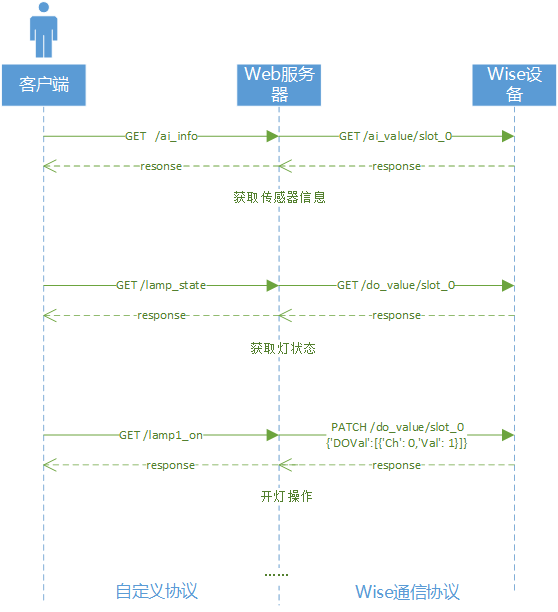 客户端
Web服务
器
Wise设
备
GET /ai_info
GET /ai_value/slot_0
resonse
response
获取传感器信息
GET /lamp_state
GET /do_value/slot_0
response
response
获取灯状态
GET /lamp1_on
PATCH /do_value/slot_0
{'DOVal':[{'Ch': 0,'Val': 1}]}
response
response
开灯操作
……
自定义协议
Wise通信协议